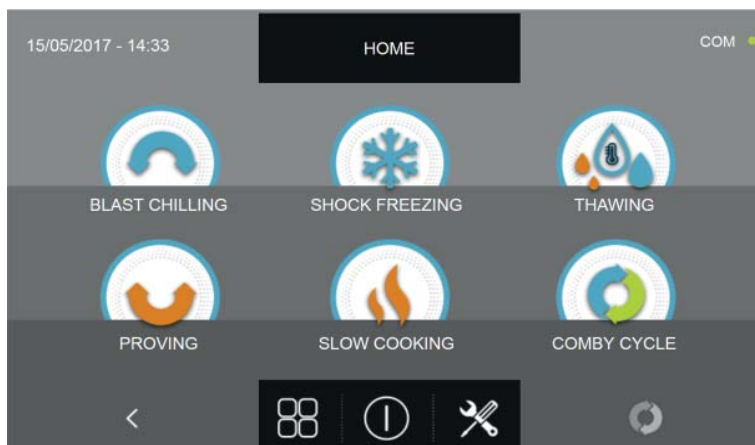 15/05/2017 - 14:33
HOME
COM
BLAST CHILLING
SHOCK FREEZING
THAWING
PROVING
SLOW COOKING
COMBY CYCLE